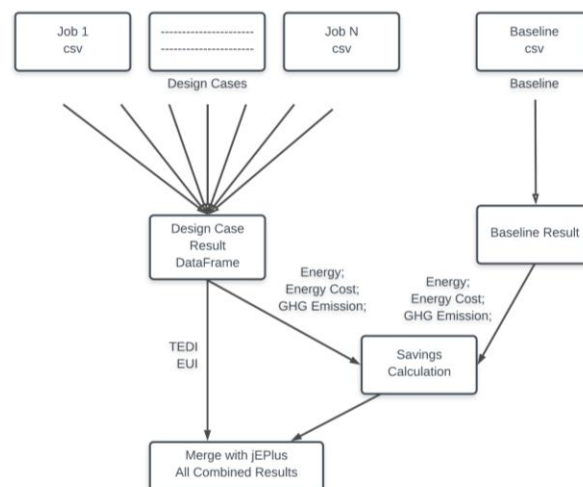 Job 1
csv
Job N
csv
Baseline
csv
Design Cases
Baseline
Design Case
Result
DataFrame
Baseline Result
Energy;
Energy Cost;
GHG Emission;
Energy;
Energy Cost;
GHG Emission;
TEDI
EUI
Savings
Calculation
Merge with jEPlus
All Combined Results